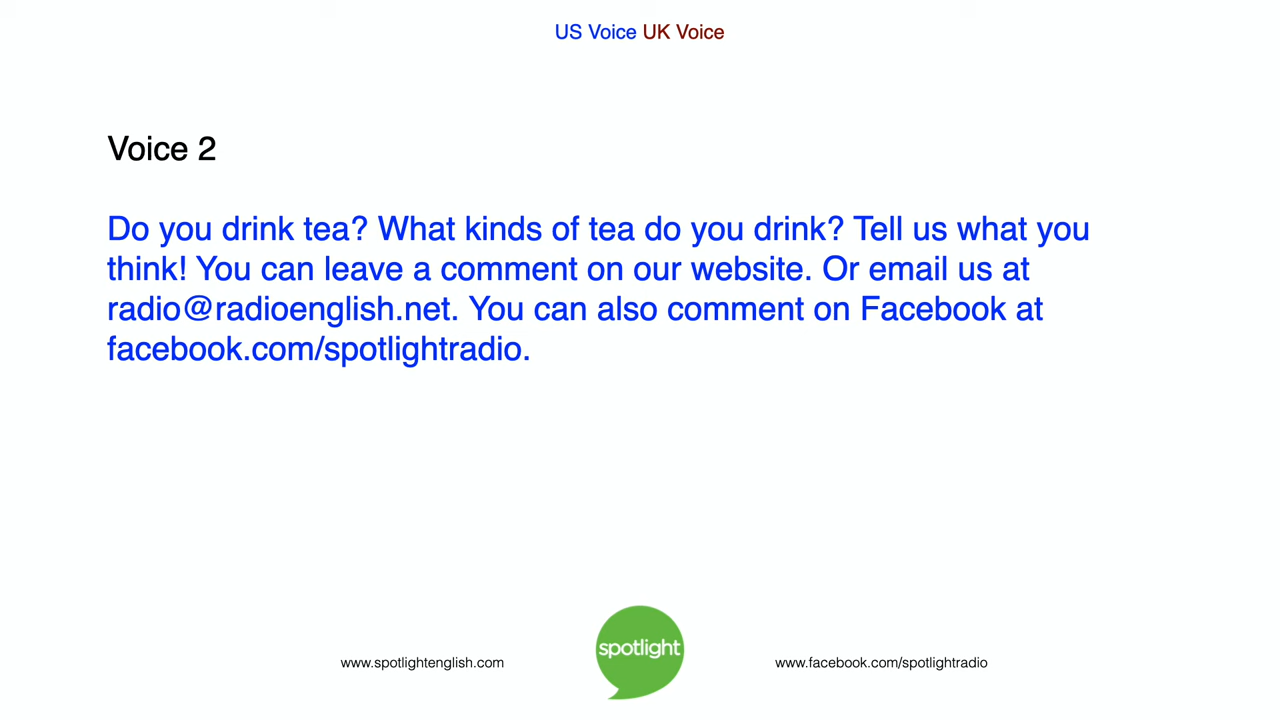 US Voice UK Voice
Voice 2
Do you drink tea? What kinds of tea do you drink? Tell us what you
think! You can leave a comment on our website. Or email us at
radio@radioenglish.net. You can also comment on Facebook at
facebook.com/spotlightradio.
spotlight
www.spotlightenglish.com
www.facebook.com/spotlightradio